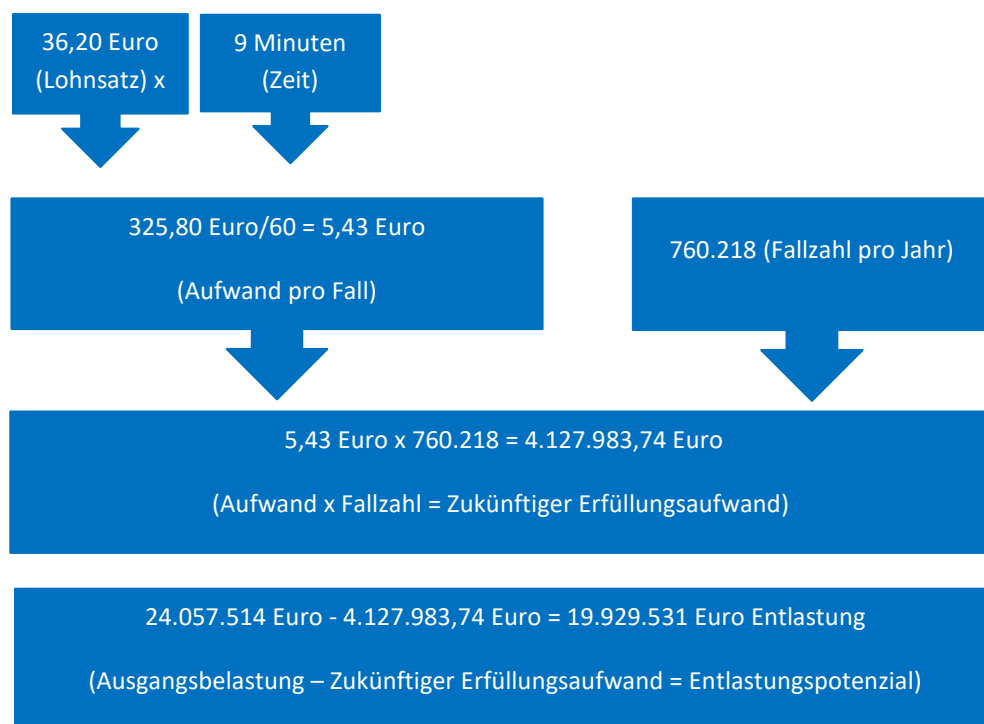 36,20 Euro
(Lohnsatz) x
9 Minuten
(Zeit)
325,80 Euro/60 = 5,43 Euro
(Aufwand pro Fall)
760.218 (Fallzahl pro Jahr)
5,43 Euro x 760.218 = 4.127.983,74 Euro
(Aufwand x Fallzahl = Zukünftiger Erfüllungsaufwand)
24.057.514 Euro - 4.127.983,74 Euro = 19.929.531 Euro Entlastung
(Ausgangsbelastung – Zukünftiger Erfüllungsaufwand = Entlastungspotenzial)